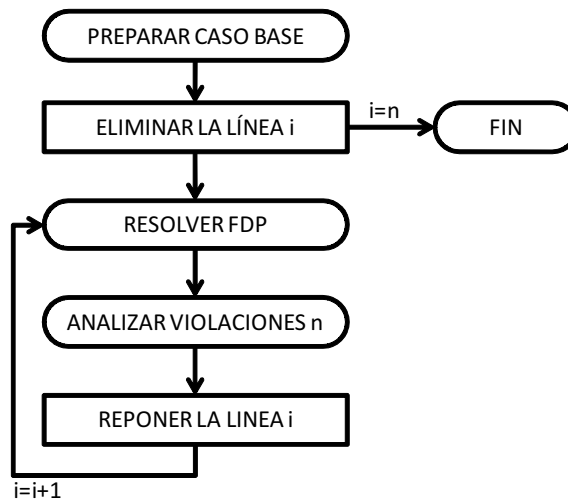 PREPARAR CASO BASE
ELIMINAR LA LÍNEA i
i=n
FIN
RESOLVER FDP
ANALIZAR VIOLACIONES n
REPONER LA LINEA i
i=i+1